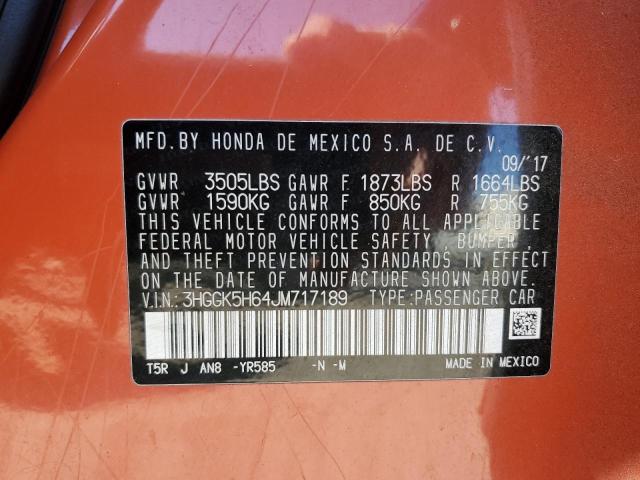 MFD.BY HONDA DE MEXICO S.A. DE C.V.
09/'17
GVWR 3505LBS GAWR F 1873LBS R 1664LBS
GVWR 1590KG GAWR F 850KG R 755KG
THIS VEHICLE CONFORMS TO ALL APPLICABLE
FEDERAL MOTOR VEHICLE SAFETY, BUMPER,
AND THEFT PREVENTION STANDARDS IN EFFECT
ON THE DATE OF MANUFACTURE SHOWN ABOVE.
V.IN.: 3HGGK5H64JM717189 TYPE:PASSENGER CAR
T5R J AN8 -YR585 -N -M MADE IN MEXICO